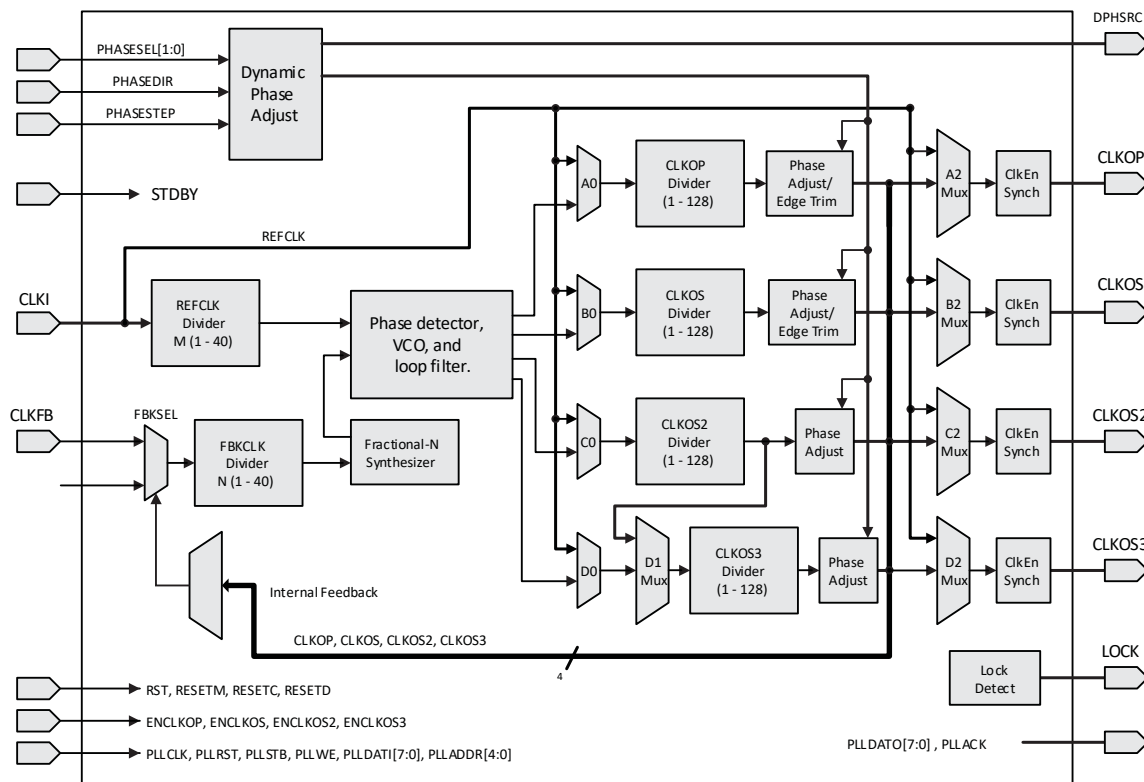 DPHSRC
PHASESEL[1:0]
PHASEDIR
PHASESTEP
Dynamic
Phase
Adjust
STDBY
REFCLK
CLKI
REFCLK
Divider
M (1 - 40)
CLKFB
FBKSEL
FBKCLK
Divider
N (1 - 40)
Phase detector,
VCO, and
loop filter.
Fractional-N
Synthesizer
A0
CLKOP
Divider
(1 - 128)
Phase
Adjust/
Edge Trim
A2
Mux
ClkEn
Synch
CLKOP
B0
CLKOS
Divider
(1 - 128)
Phase
Adjust/
Edge Trim
B2
Mux
ClkEn
Synch
CLKOS
C0
CLKOS2
Divider
(1 - 128)
Phase
Adjust
C2
Mux
ClkEn
Synch
CLKOS2
D0
D1
Mux
CLKOS3
Divider
(1 - 128)
Phase
Adjust
D2
Mux
ClkEn
Synch
CLKOS3
Internal Feedback
CLKOP, CLKOS, CLKOS2, CLKOS3
4
Lock
Detect
LOCK
RST, RESETM, RESETC, RESETD
ENCLKOP, ENCLKOS, ENCLKOS2, ENCLKOS3
PLLCLK, PLLRST, PLLSTB, PLLWE, PLLDATI[7:0], PLLADDR[4:0]
PLLDATO[7:0] , PLLACK